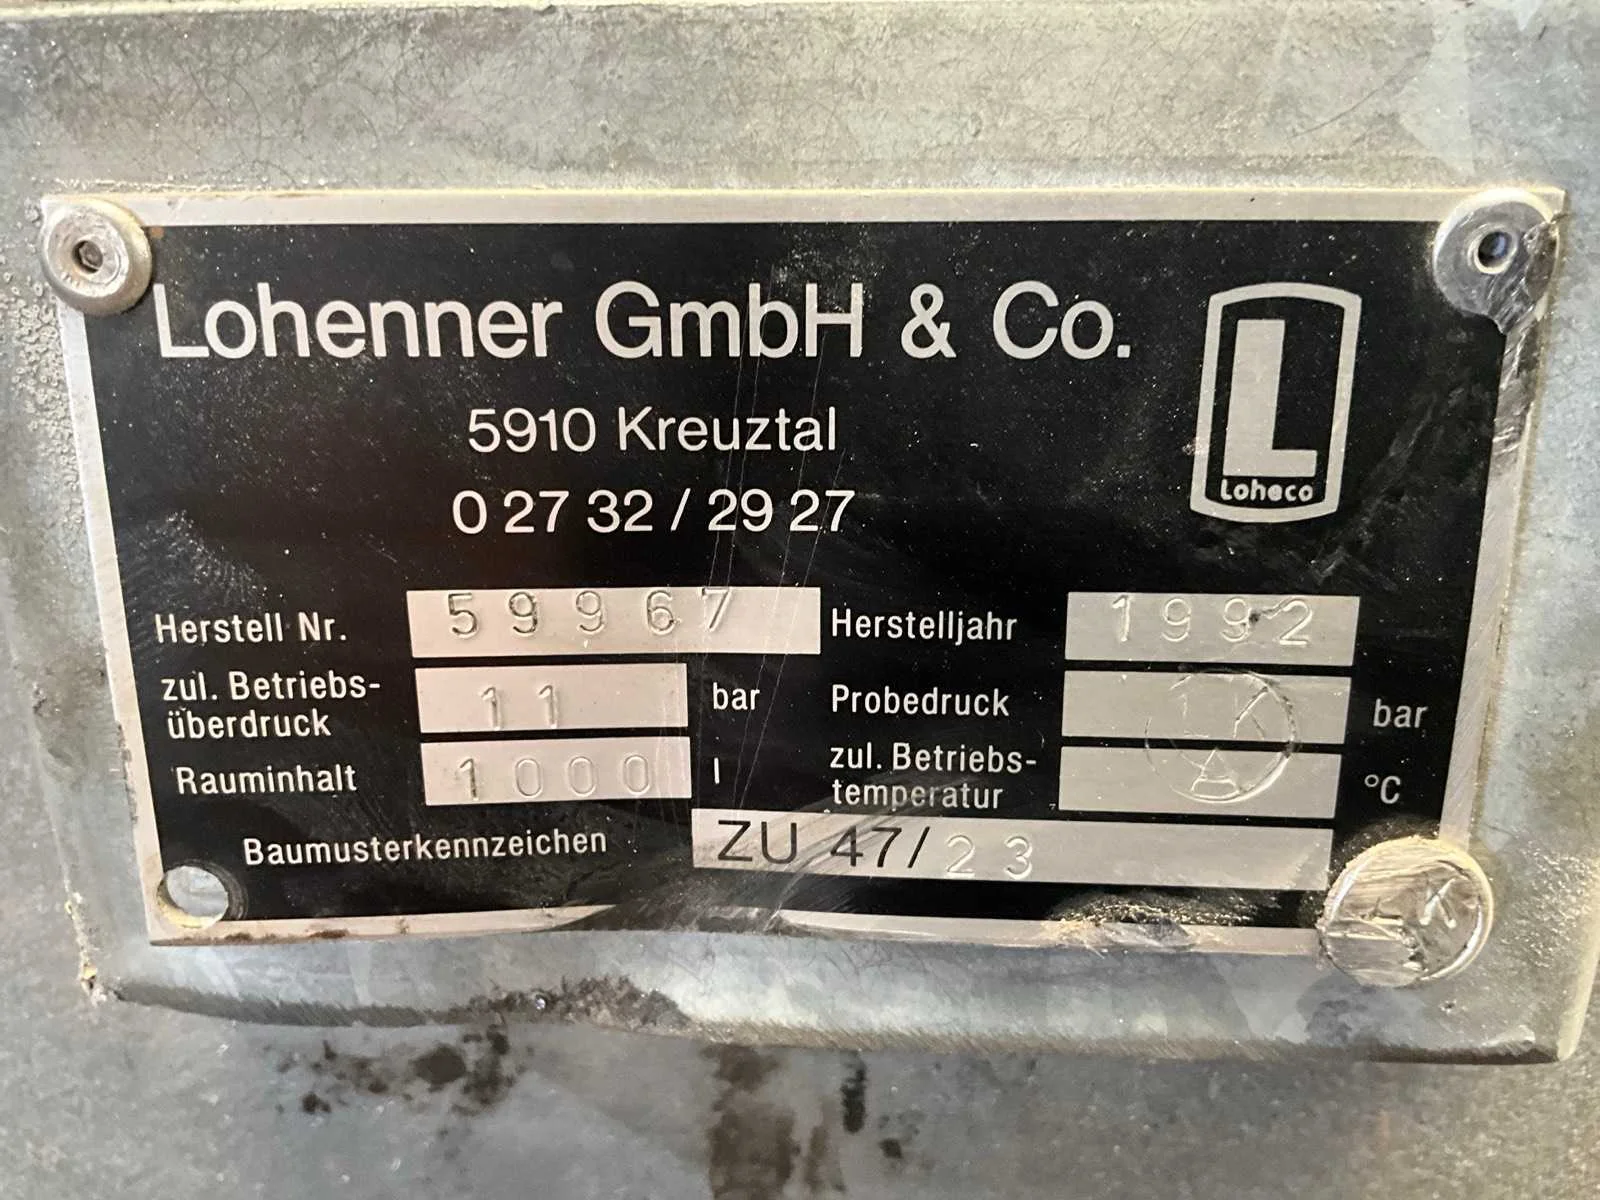 Lohenner GmbH & Co.
5910 Kreuztal
0 27 32 / 29 27
L
Loheco
Herstell Nr. 59967 Herstelljahr 1992
zul. Betriebs-
überdruck 11 bar
Probedruck bar
Rauminhalt 1000 l
zul. Betriebs-
temperatur °C
1K
A
Baumusterkennzeichen ZU 47/23
K